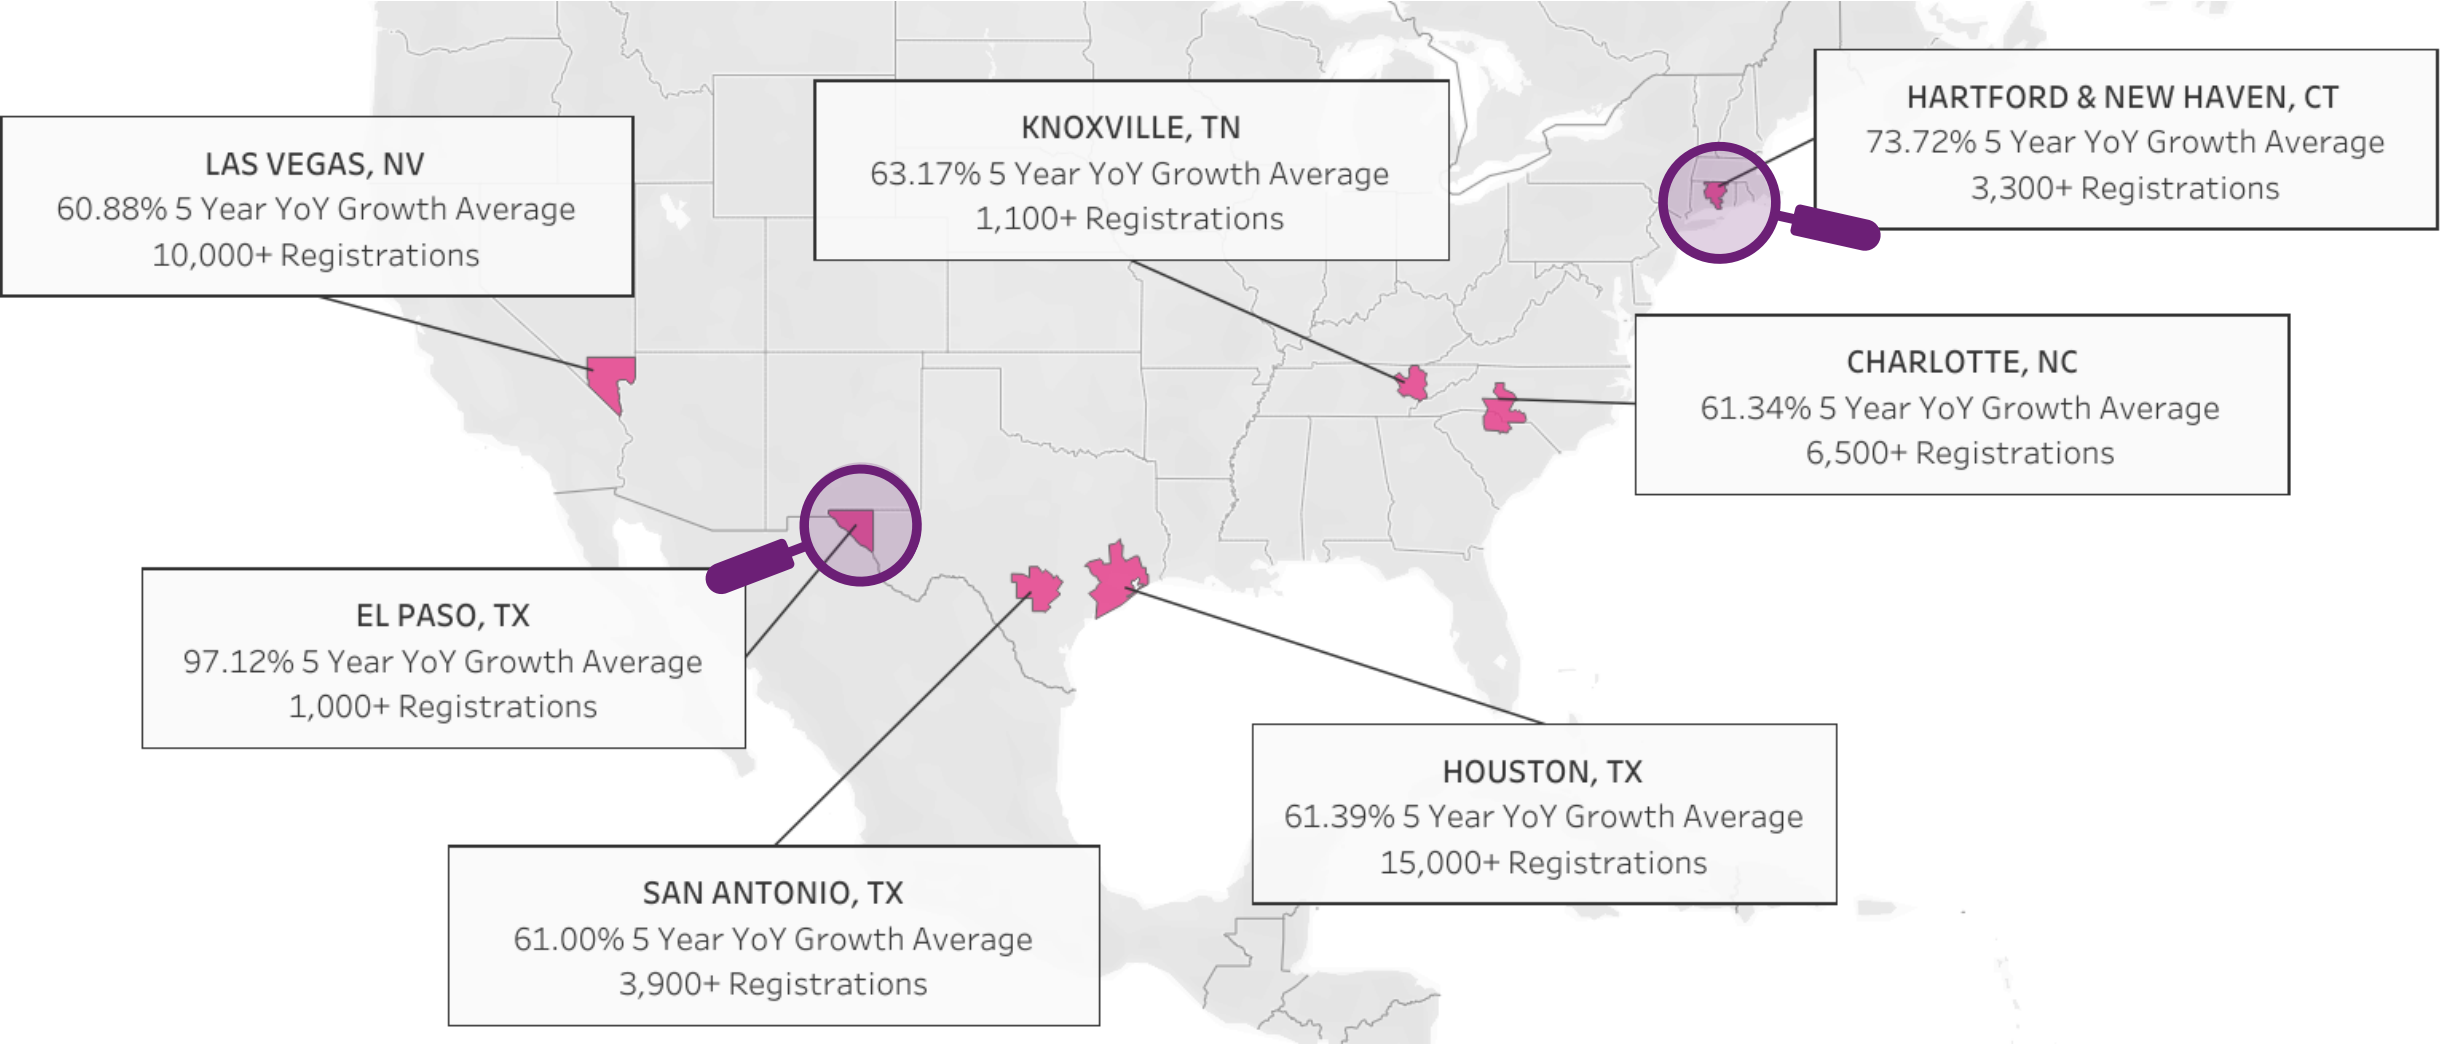 LAS VEGAS, NV
60.88% 5 Year YoY Growth Average
10,000+ Registrations
KNOXVILLE, TN
63.17% 5 Year YoY Growth Average
1,100+ Registrations
HARTFORD & NEW HAVEN, CT
73.72% 5 Year YoY Growth Average
3,300+ Registrations
CHARLOTTE, NC
61.34% 5 Year YoY Growth Average
6,500+ Registrations
EL PASO, TX
97.12% 5 Year YoY Growth Average
1,000+ Registrations
SAN ANTONIO, TX
61.00% 5 Year YoY Growth Average
3,900+ Registrations
HOUSTON, TX
61.39% 5 Year YoY Growth Average
15,000+ Registrations